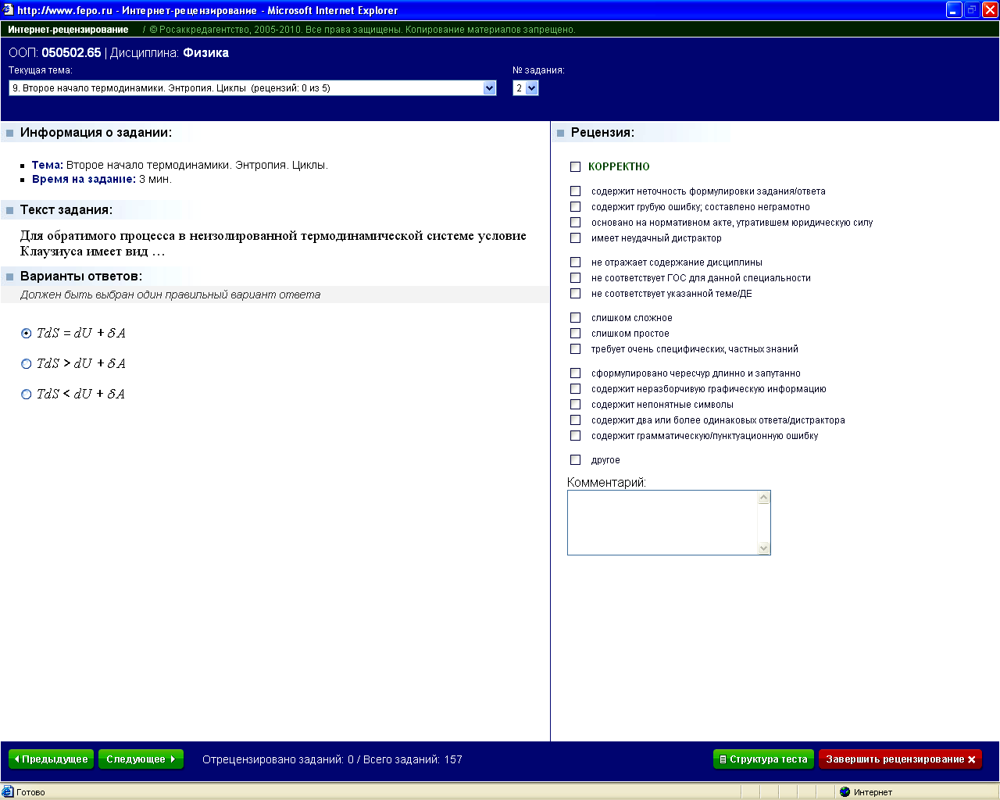 http://www.fepo.ru - Интернет-рецензирование - Microsoft Internet Explorer
Интернет-рецензирование / © Росаккредагентство, 2005-2010. Все права защищены. Копирование материалов запрещено.
ООП: 050502.65 | Дисциплина: Физика
Текущая тема: № задания:
9. Второе начало термодинамики. Энтропия. Циклы (рецензий: 0 из 5) 2
Информация о задании:
Тема: Второе начало термодинамики. Энтропия. Циклы.
Время на задание: 3 мин.
Текст задания:
Для обратимого процесса в неизолированной термодинамической системе условие
Клаузиуса имеет вид …
Варианты ответов:
Должен быть выбран один правильный вариант ответа
TdS = dU + δA
TdS > dU + δA
TdS < dU + δA
Рецензия:
КОРРЕКТНО
содержит неточность формулировки задания/ответа
содержит грубую ошибку; составлено неграмотно
основано на нормативном акте, утратившем юридическую силу
имеет неудачный дистрактор
не отражает содержание дисциплины
не соответствует ГОС для данной специальности
не соответствует указанной теме/ДЕ
слишком сложное
слишком простое
требует очень специфических, частных знаний
сформулировано чересчур длинно и запутанно
содержит неразборчивую графическую информацию
содержит непонятные символы
содержит два или более одинаковых ответа/дистрактора
содержит грамматическую/пунктуационную ошибку
другое
Комментарий:
Предыдущее Следующее Отрецензировано заданий: 0 / Всего заданий: 157 Структура теста Завершить рецензирование
Готово Интернет